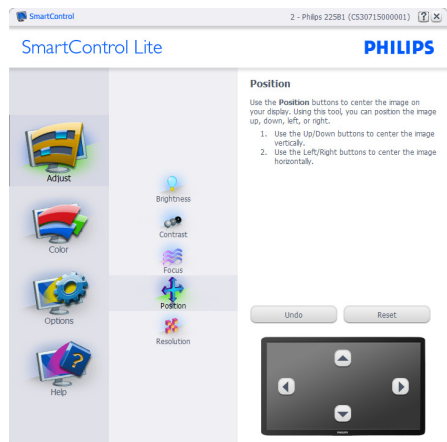 SmartControl
2 - Philips 225B1 (CS30715000001)
SmartControl Lite
PHILIPS
Adjust
Color
Options
Help
Brightness
Contrast
Focus
Position
Resolution
Position
Use the Position buttons to center the image on
your display. Using this tool, you can position the image
up, down, left, or right.
1. Use the Up/Down buttons to center the image
vertically.
2. Use the Left/Right buttons to center the image
horizontally.
Undo
Reset
PHILIPS